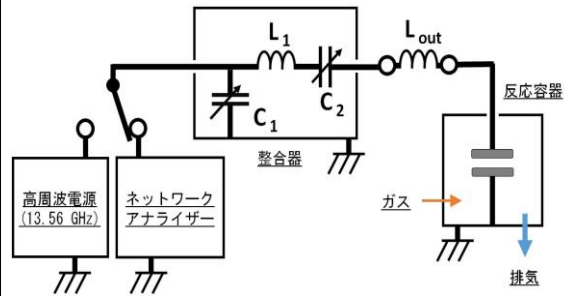 L1
Lout
C2
C1
整合器
反応容器
高周波電源
(13.56 GHz)
ネットワーク
アナライザー
ガス
排気